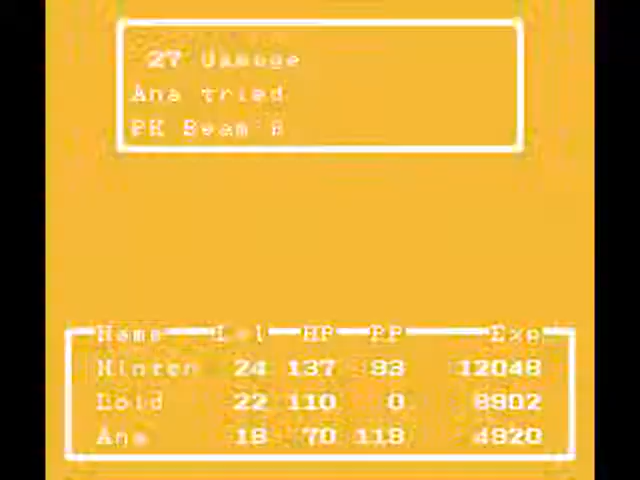 27 Damage
Ana tried
PK Beam
Name Lvl HP PP Exp
Ninten 24 137 93 12048
Loid 22 110 0 8902
Ana 18 70 118 4920